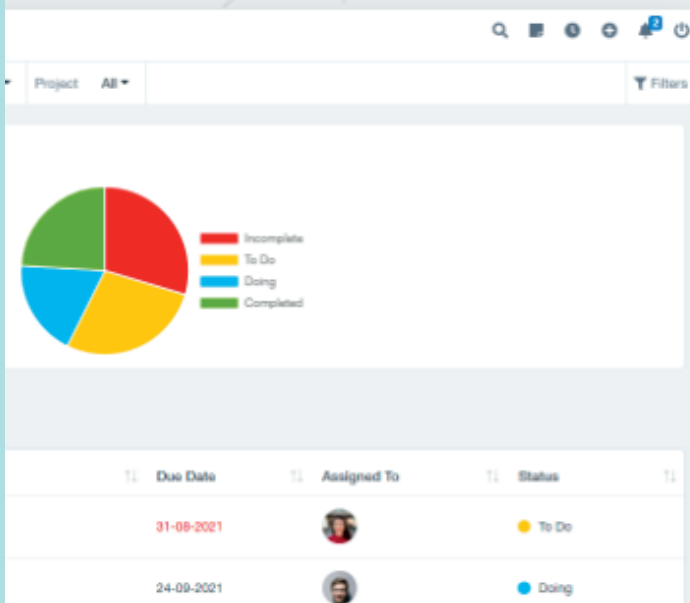 2
Project All
Filters
Incomplete
To Do
Doing
Completed
Due Date Assigned To Status
31-08-2021 To Do
24-09-2021 Doing